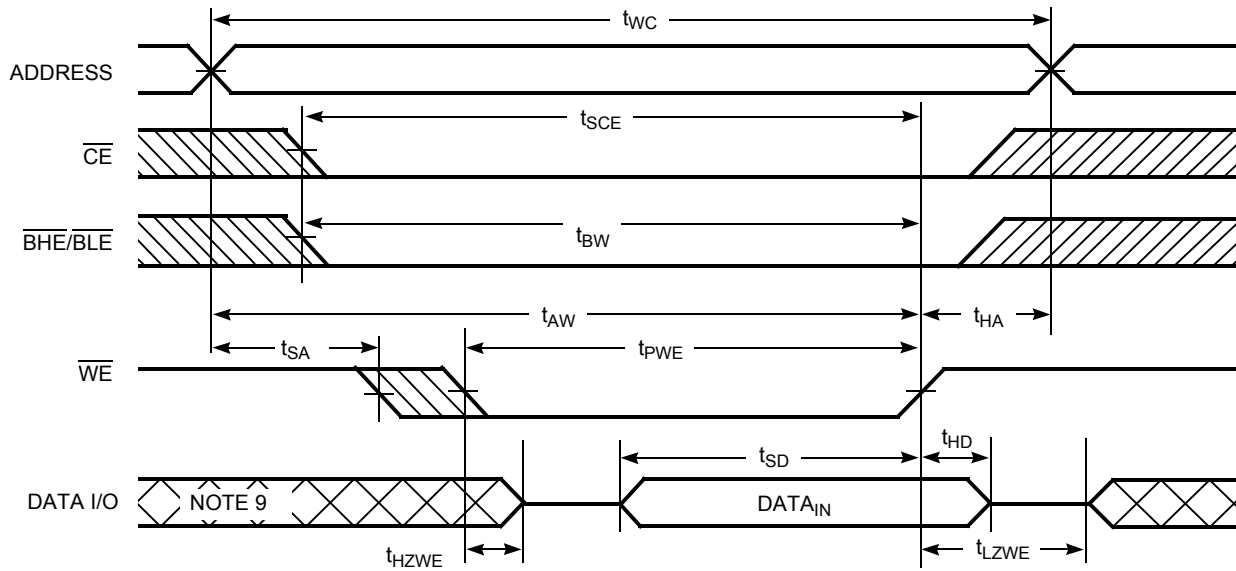 tWC
ADDRESS
tSCE
CE
BHE/BLE
tBW
tAW
tHA
tSA
tPWE
WE
tHD
tSD
DATA I/O
NOTE 9
DATAIN
tHZWE
tLZWE